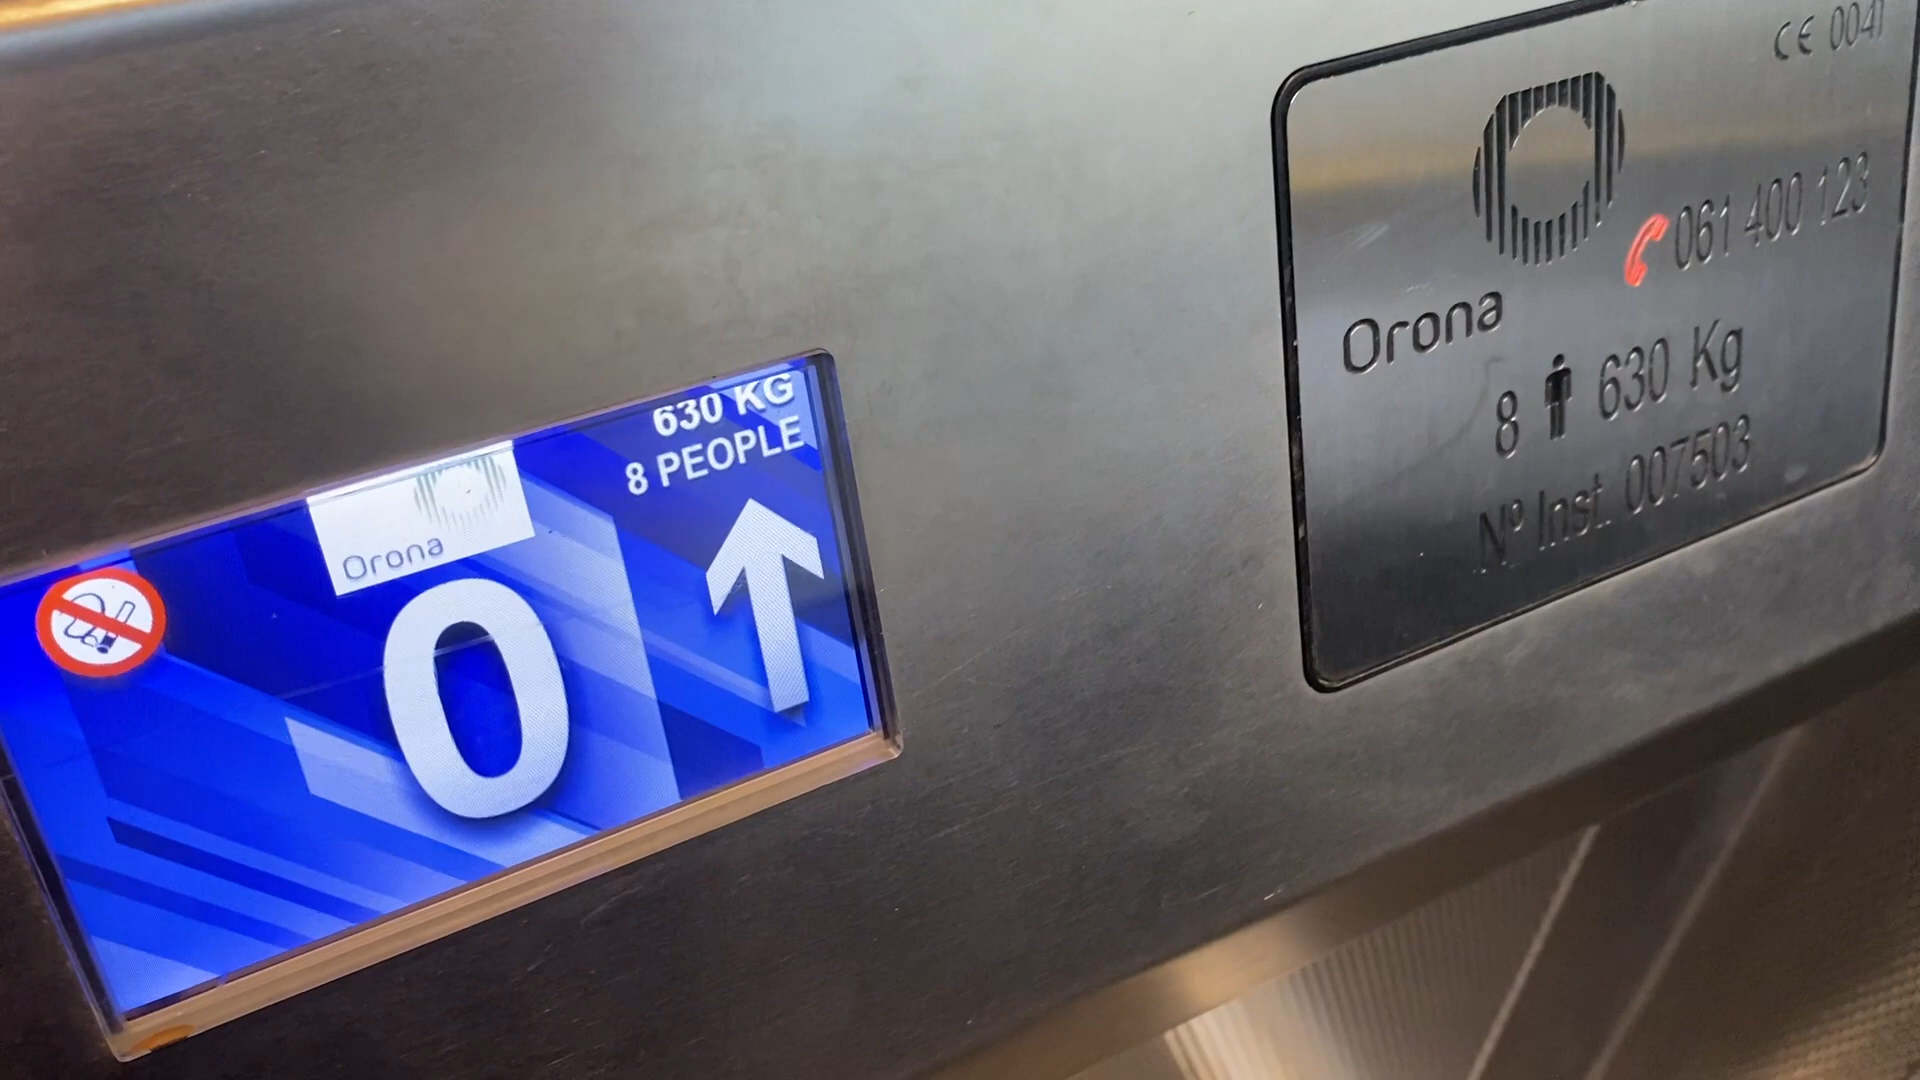 630 KG
8 PEOPLE
Orona
0
CE 0041
061 400 123
Orona
8 630 Kg
Nº Inst. 007503